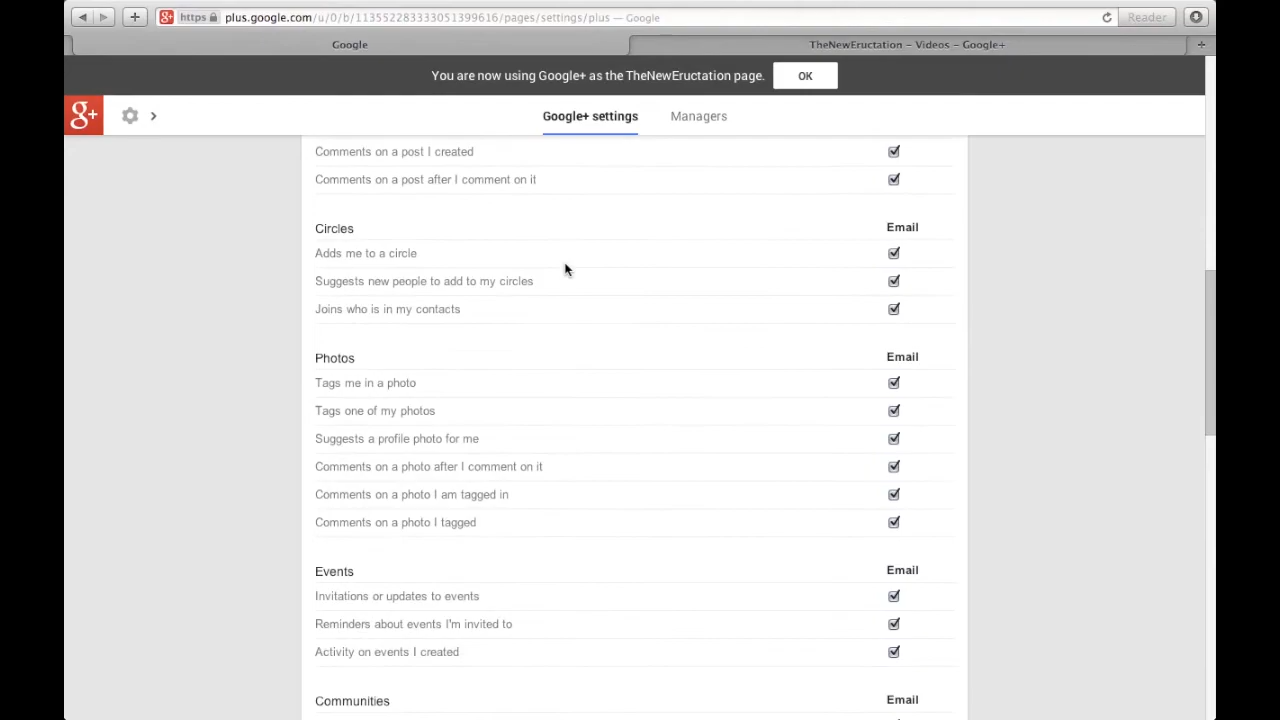 https plus.google.com/u/0/b/113552283333051399616/pages/settings/plus — Google
Reader
Google
TheNewEructation – Videos – Google+
You are now using Google+ as the TheNewEructation page.
OK
g+
Google+ settings
Managers
Comments on a post I created
Comments on a post after I comment on it
Circles
Email
Adds me to a circle
Suggests new people to add to my circles
Joins who is in my contacts
Photos
Email
Tags me in a photo
Tags one of my photos
Suggests a profile photo for me
Comments on a photo after I comment on it
Comments on a photo I am tagged in
Comments on a photo I tagged
Events
Email
Invitations or updates to events
Reminders about events I'm invited to
Activity on events I created
Communities
Email